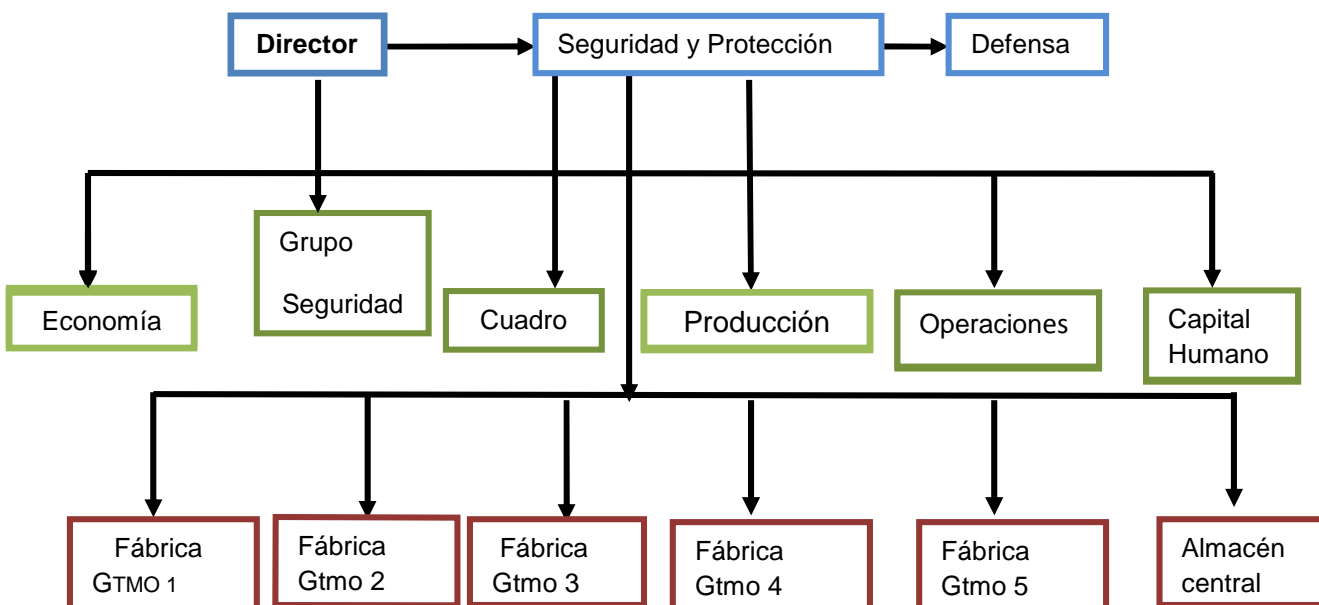 Director
Seguridad y Protección
Defensa
Grupo
Seguridad
Economía
Cuadro
Producción
Operaciones
Capital
Humano
Fábrica
GTMO 1
Fábrica
Gtmo 2
Fábrica
Gtmo 3
Fábrica
Gtmo 4
Fábrica
Gtmo 5
Almacén
central